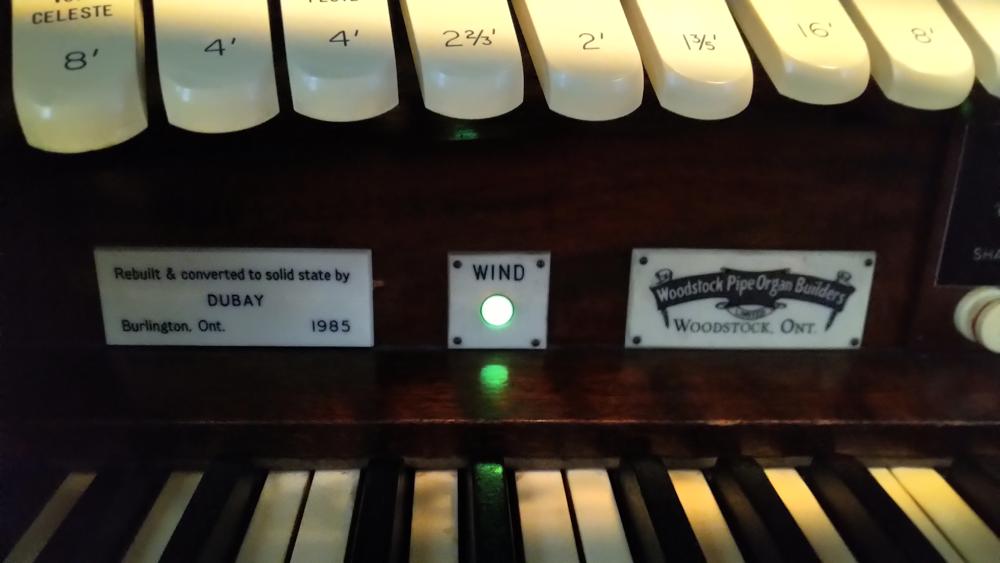 CELESTE
8' 4' 4' 2⅔' 2' 1⅗' 16' 8'
Rebuilt & converted to solid state by
DUBAY
Burlington, Ont. 1985
WIND
Woodstock Pipe Organ Builders
LIMITED
WOODSTOCK, ONT.